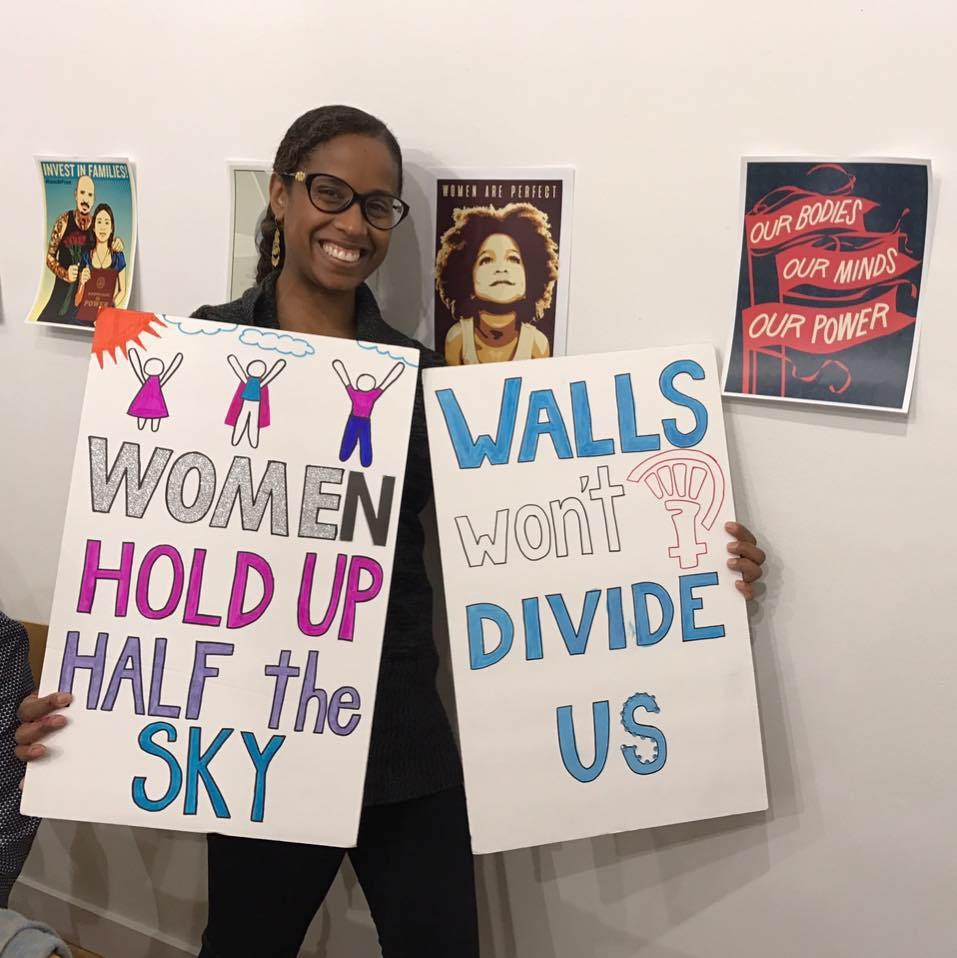 INVEST IN FAMILIES!
POWER
WOMEN ARE PERFECT
OUR BODIES
OUR MINDS
OUR POWER
WOMEN
HOLD UP
HALF the
SKY
WALLS
won't
DIVIDE
US